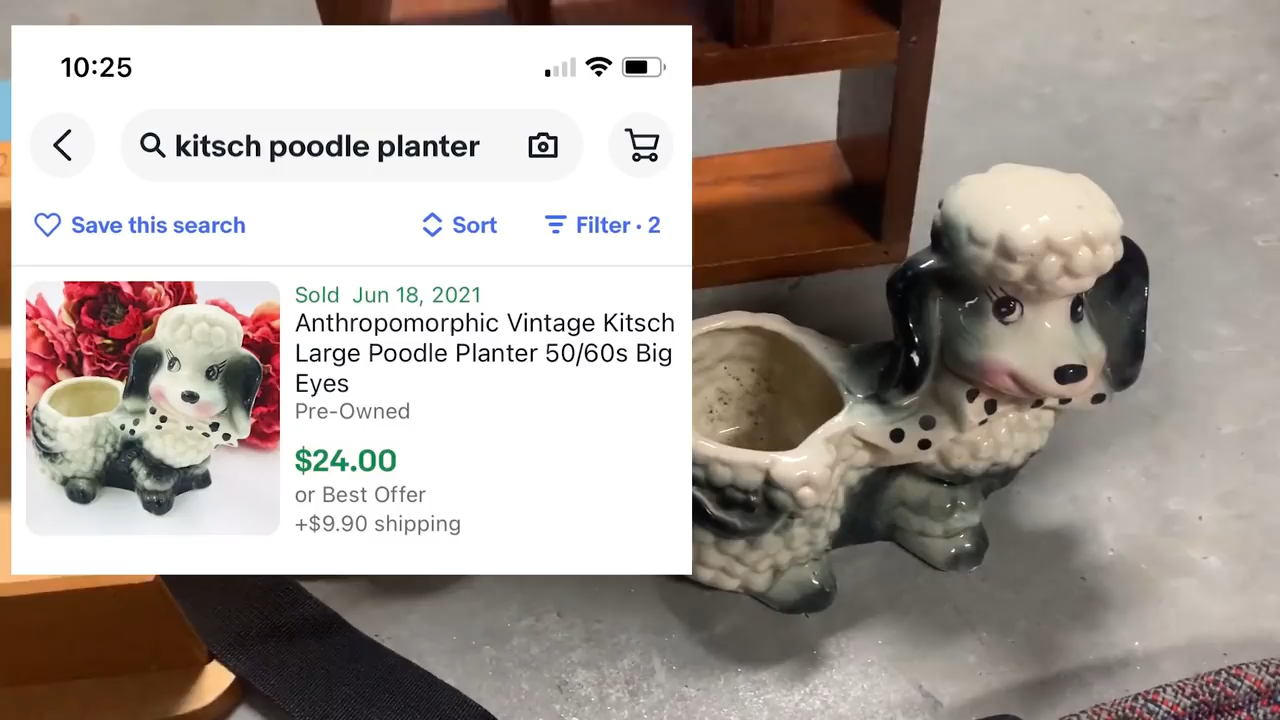 10:25
kitsch poodle planter
Save this search
Sort
Filter · 2
Sold Jun 18, 2021
Anthropomorphic Vintage Kitsch
Large Poodle Planter 50/60s Big
Eyes
Pre-Owned
$24.00
or Best Offer
+$9.90 shipping